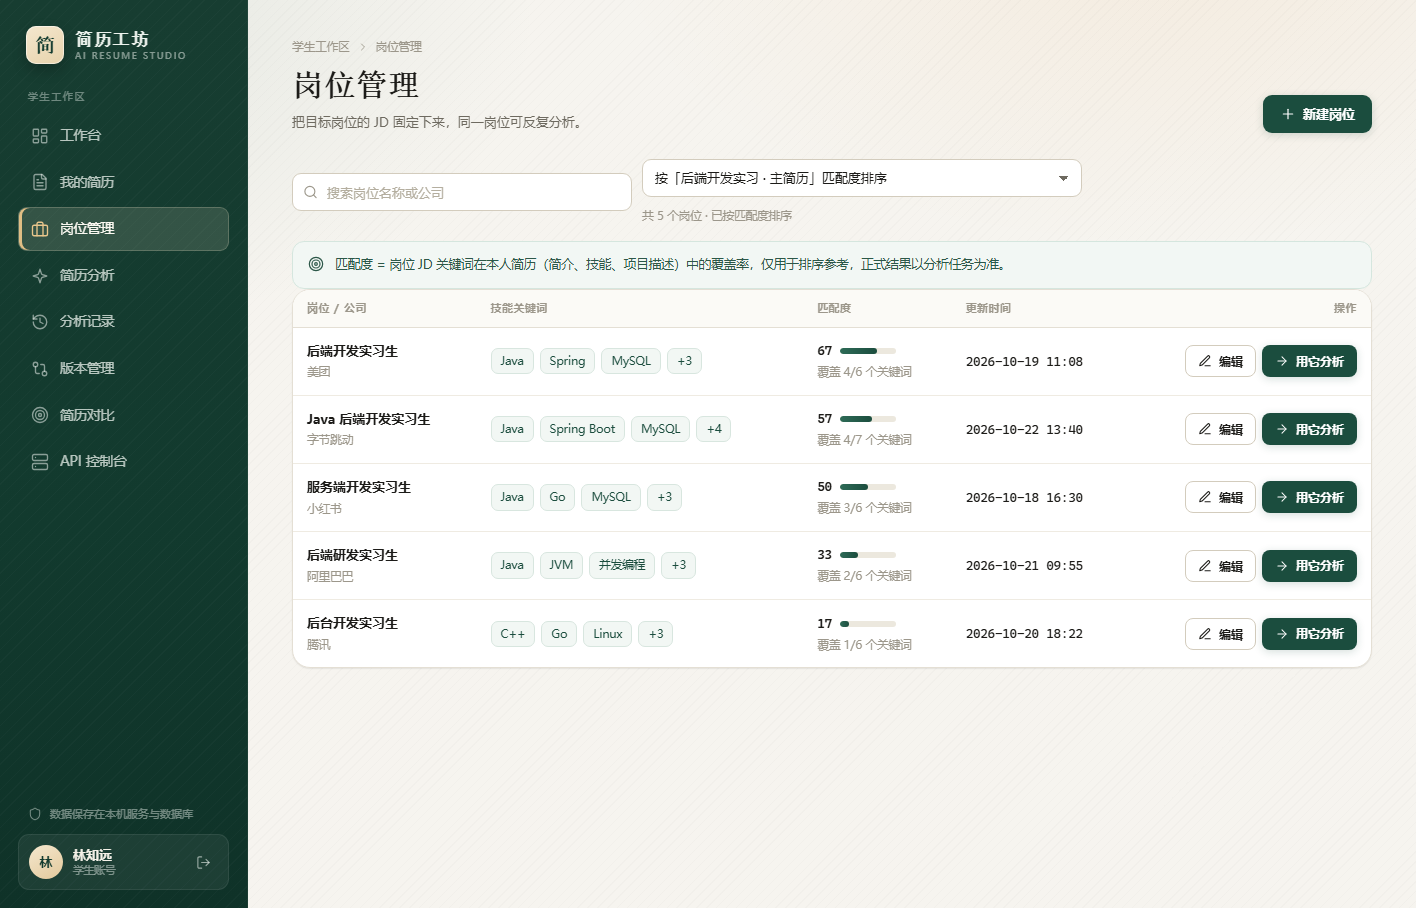 简
简历工坊
AI RESUME STUDIO
学生工作区
工作台
我的简历
岗位管理
简历分析
分析记录
版本管理
简历对比
API 控制台
数据保存在本机服务与数据库
林
林知远
学生账号
学生工作区 › 岗位管理
岗位管理
把目标岗位的 JD 固定下来，同一岗位可反复分析。
+ 新建岗位
搜索岗位名称或公司
按「后端开发实习 · 主简历」匹配度排序
共 5 个岗位 · 已按匹配度排序
匹配度 = 岗位 JD 关键词在本人简历（简介、技能、项目描述）中的覆盖率，仅用于排序参考，正式结果以分析任务为准。
岗位 / 公司 技能关键词 匹配度 更新时间 操作
后端开发实习生
美团
Java Spring MySQL +3
67
覆盖 4/6 个关键词
2026-10-19 11:08
编辑 用它分析
Java 后端开发实习生
字节跳动
Java Spring Boot MySQL +4
57
覆盖 4/7 个关键词
2026-10-22 13:40
编辑 用它分析
服务端开发实习生
小红书
Java Go MySQL +3
50
覆盖 3/6 个关键词
2026-10-18 16:30
编辑 用它分析
后端研发实习生
阿里巴巴
Java JVM 并发编程 +3
33
覆盖 2/6 个关键词
2026-10-21 09:55
编辑 用它分析
后台开发实习生
腾讯
C++ Go Linux +3
17
覆盖 1/6 个关键词
2026-10-20 18:22
编辑 用它分析